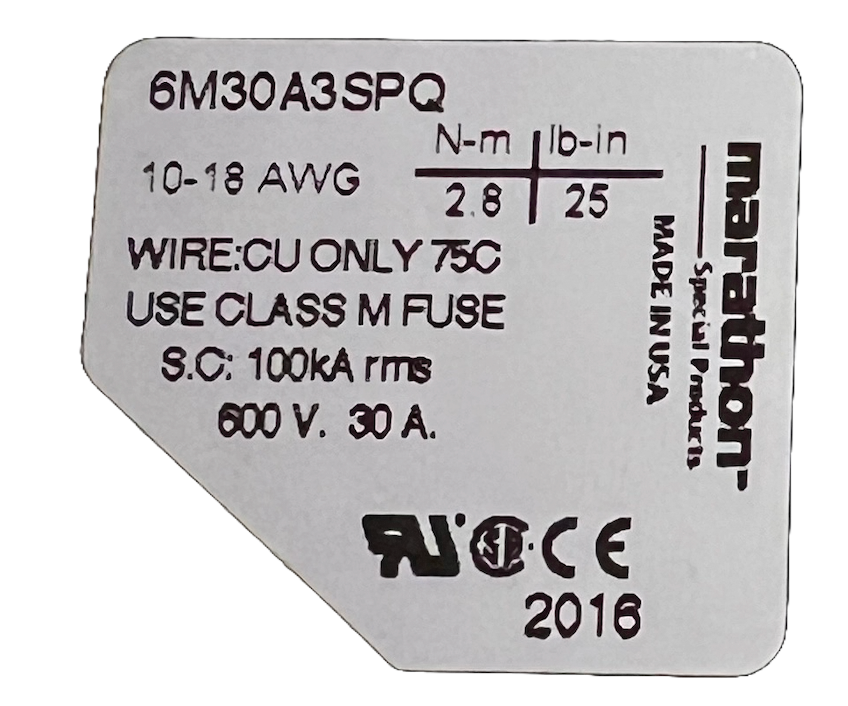 6M30A3SPQ
N-m lb-in
10-18 AWG
2.8 25
WIRE:CU ONLY 75C
USE CLASS M FUSE
S.C: 100kA rms
600 V. 30 A.
marathon
Special Products
MADE IN USA
CE
2016